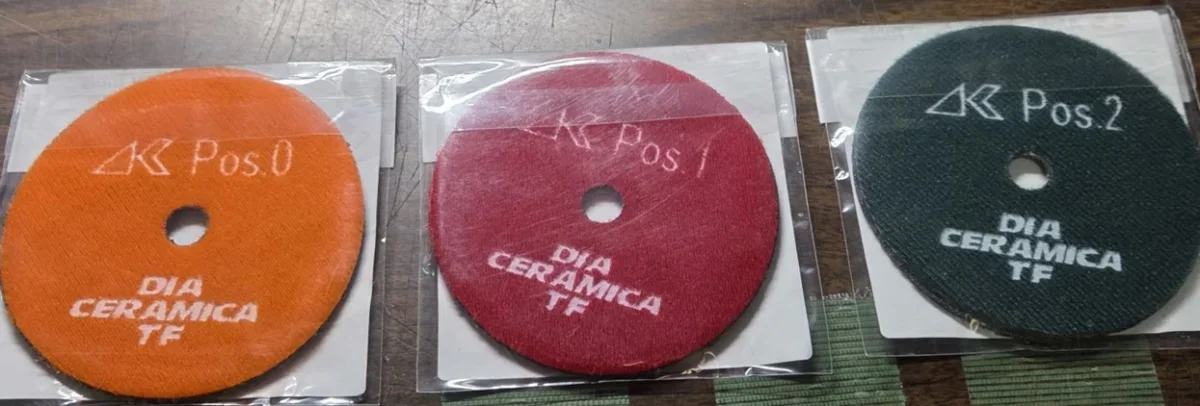 AK Pos.0
DIA
CERAMICA
TF
AK Pos.1
DIA
CERAMICA
TF
AK Pos.2
DIA
CERAMICA
TF